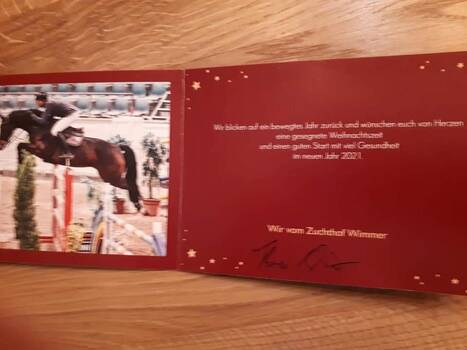 Wir blicken auf ein bewegtes Jahr zurück und wünschen euch von Herzen
eine gesegnete Weihnachtszeit
und einen guten Start mit viel Gesundheit
im neuen Jahr 2021.
Wir vom Zuchthof Wimmer